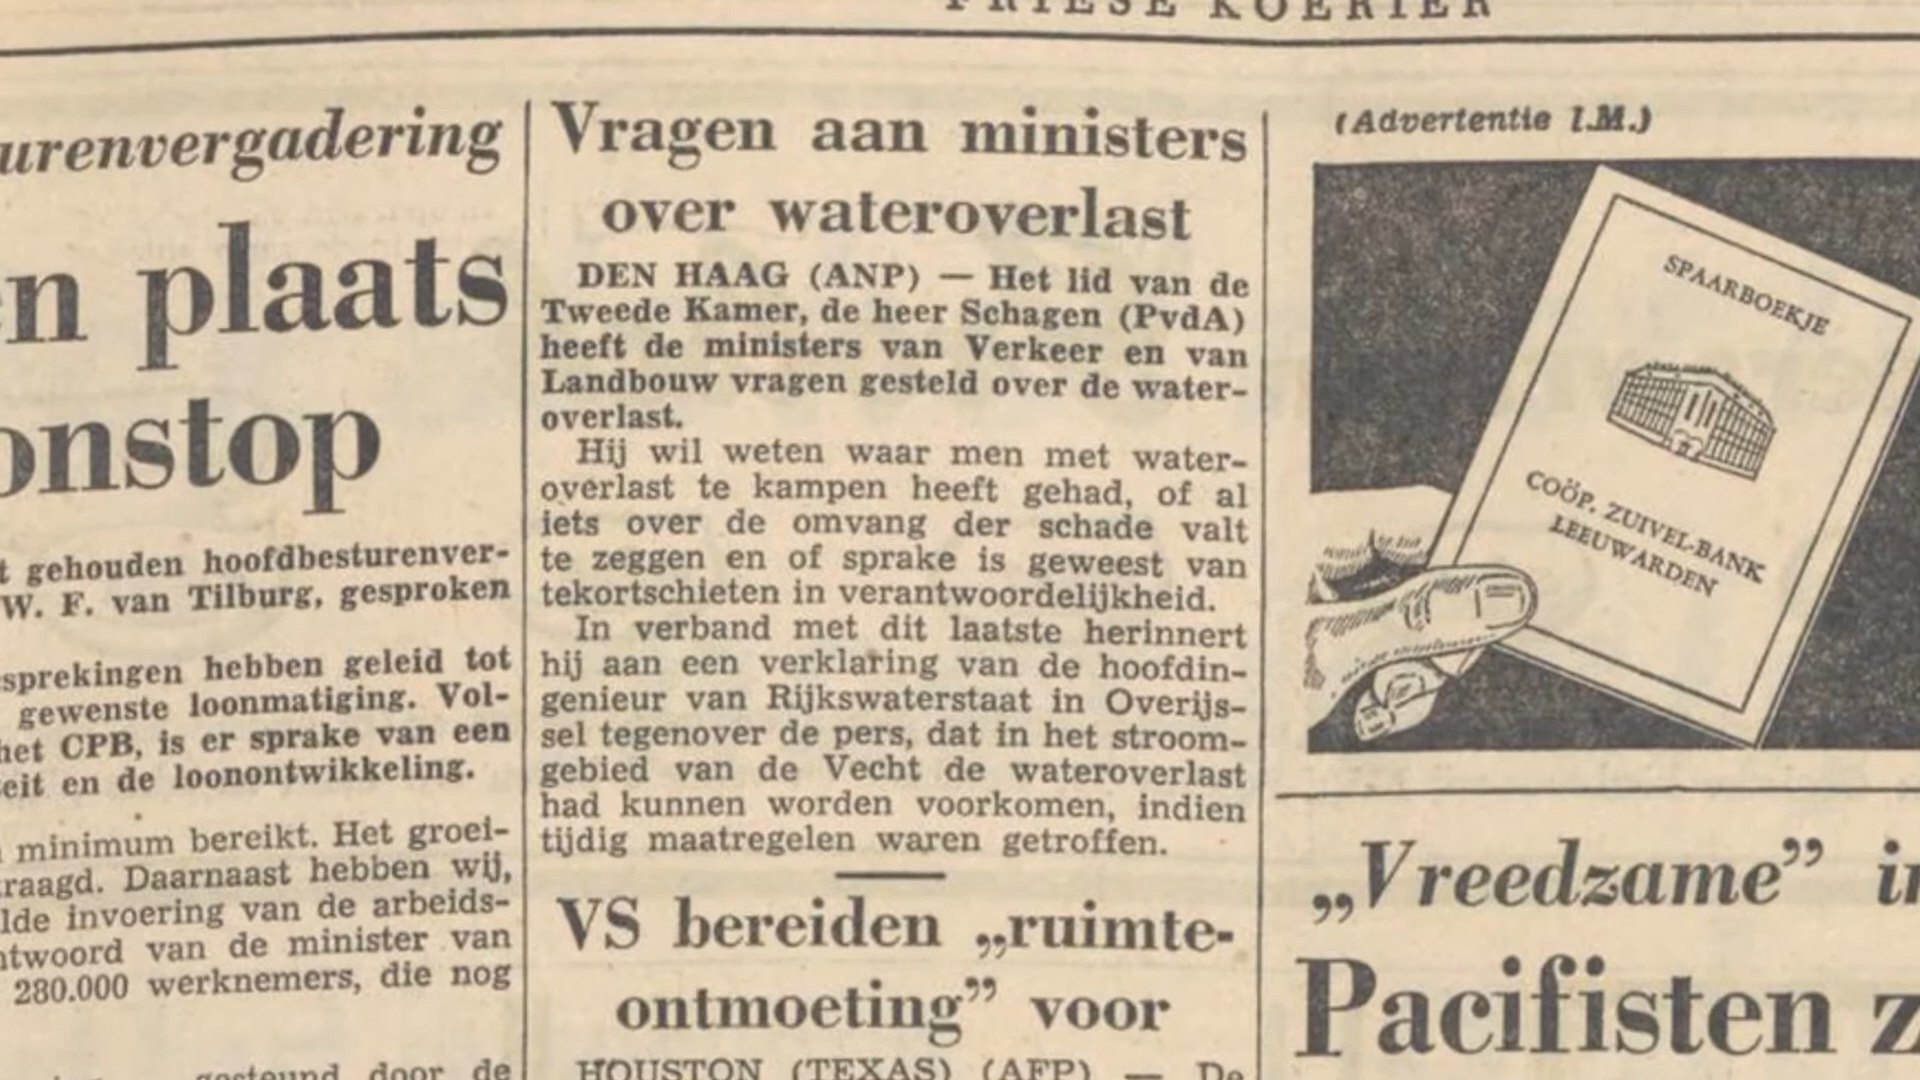 FRIESE KOERIER
urenvergadering
en plaats
onstop
t gehouden hoofdbesturenver-
W. F. van Tilburg, gesproken
sprekingen hebben geleid tot
gewenste loonmatiging. Vol-
het CPB, is er sprake van een
eit en de loonontwikkeling.
minimum bereikt. Het groei-
raagd. Daarnaast hebben wij,
lde invoering van de arbeids-
ntwoord van de minister van
280.000 werknemers, die nog
gesteund door de
Vragen aan ministers
over wateroverlast
DEN HAAG (ANP) — Het lid van de
Tweede Kamer, de heer Schagen (PvdA)
heeft de ministers van Verkeer en van
Landbouw vragen gesteld over de water-
overlast.
Hij wil weten waar men met water-
overlast te kampen heeft gehad, of al
iets over de omvang der schade valt
te zeggen en of sprake is geweest van
tekortschieten in verantwoordelijkheid.
In verband met dit laatste herinnert
hij aan een verklaring van de hoofdin-
genieur van Rijkswaterstaat in Overijs-
sel tegenover de pers, dat in het stroom-
gebied van de Vecht de wateroverlast
had kunnen worden voorkomen, indien
tijdig maatregelen waren getroffen.
VS bereiden „ruimte-
ontmoeting” voor
HOUSTON (TEXAS) (AFP) — De
(Advertentie I.M.)
SPAARBOEKJE
COÖP. ZUIVEL-BANK
LEEUWARDEN
„Vreedzame” in
Pacifisten z